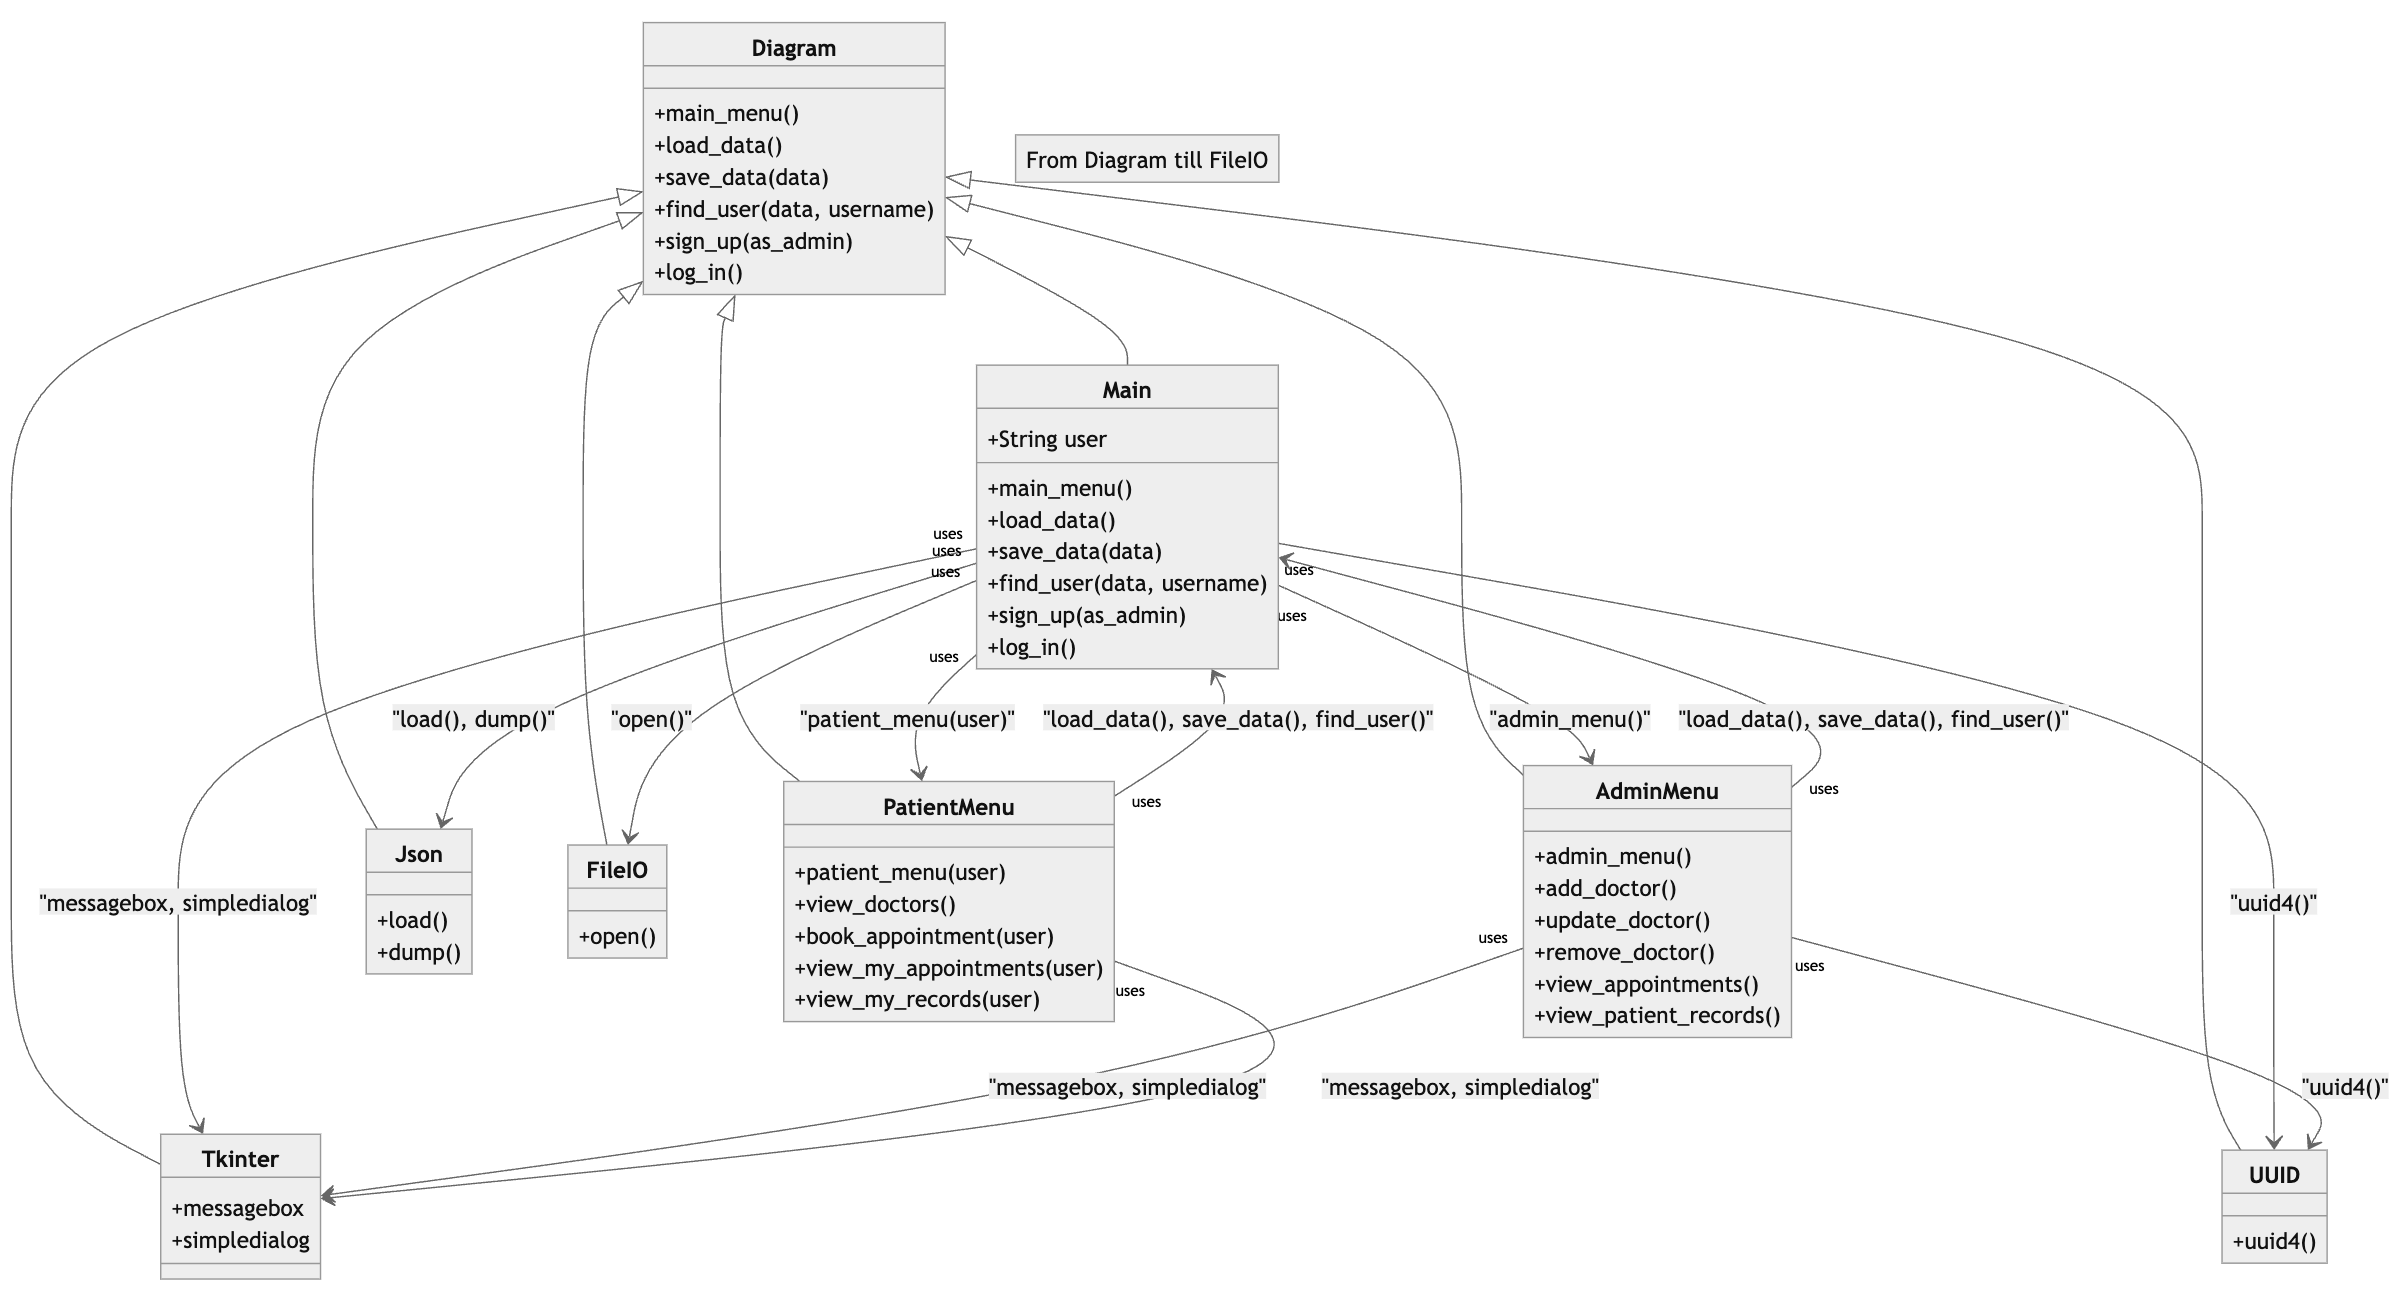 Diagram
+main_menu()
+load_data()
+save_data(data)
+find_user(data, username)
+sign_up(as_admin)
+log_in()
From Diagram till FileIO
Main
+String user
+main_menu()
+load_data()
+save_data(data)
+find_user(data, username)
+sign_up(as_admin)
+log_in()
uses
uses
uses
uses
uses
uses
"load(), dump()"
"open()"
"patient_menu(user)"
"load_data(), save_data(), find_user()"
"admin_menu()"
"load_data(), save_data(), find_user()"
uses
uses
Json
+load()
+dump()
FileIO
+open()
PatientMenu
+patient_menu(user)
+view_doctors()
+book_appointment(user)
+view_my_appointments(user)
+view_my_records(user)
AdminMenu
+admin_menu()
+add_doctor()
+update_doctor()
+remove_doctor()
+view_appointments()
+view_patient_records()
"messagebox, simpledialog"
"uuid4()"
uses
uses
uses
"messagebox, simpledialog"
"messagebox, simpledialog"
"uuid4()"
Tkinter
+messagebox
+simpledialog
UUID
+uuid4()